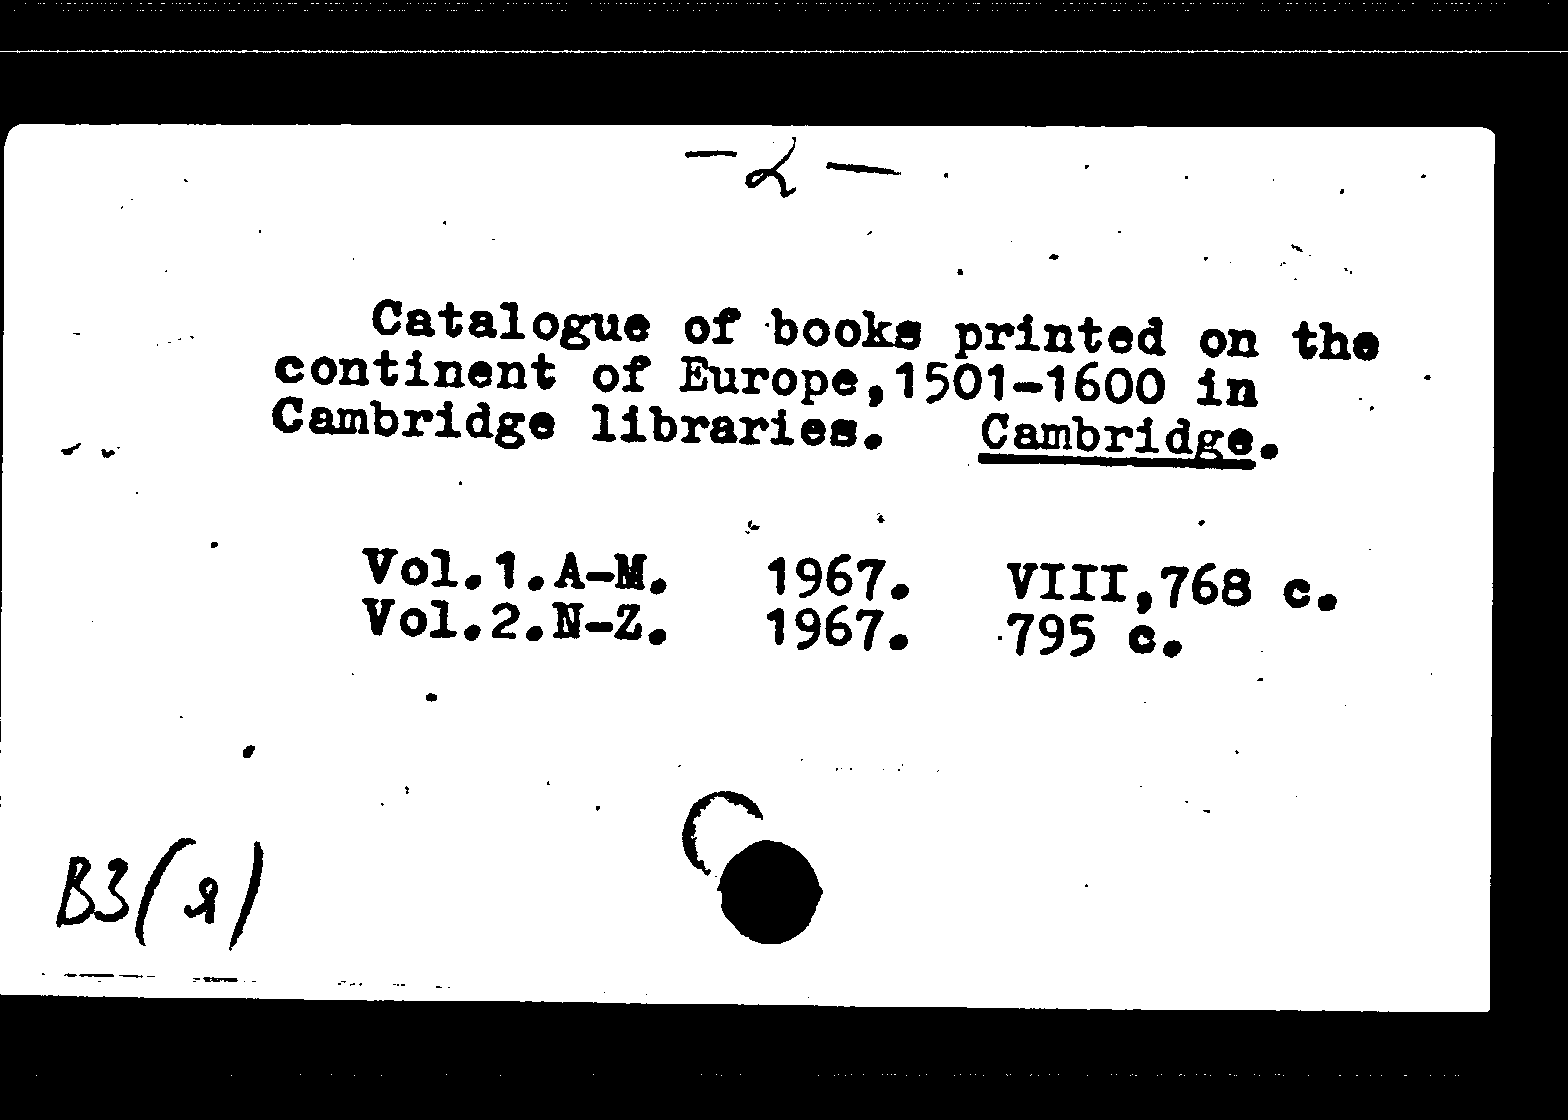 -2-
Catalogue of books printed on the
continent of Europe,1501-1600 in
Cambridge libraries. Cambridge.
Vol.1.A-M. 1967. VIII,768 с.
Vol.2.N-Z. 1967. 795 с.
В3(я)